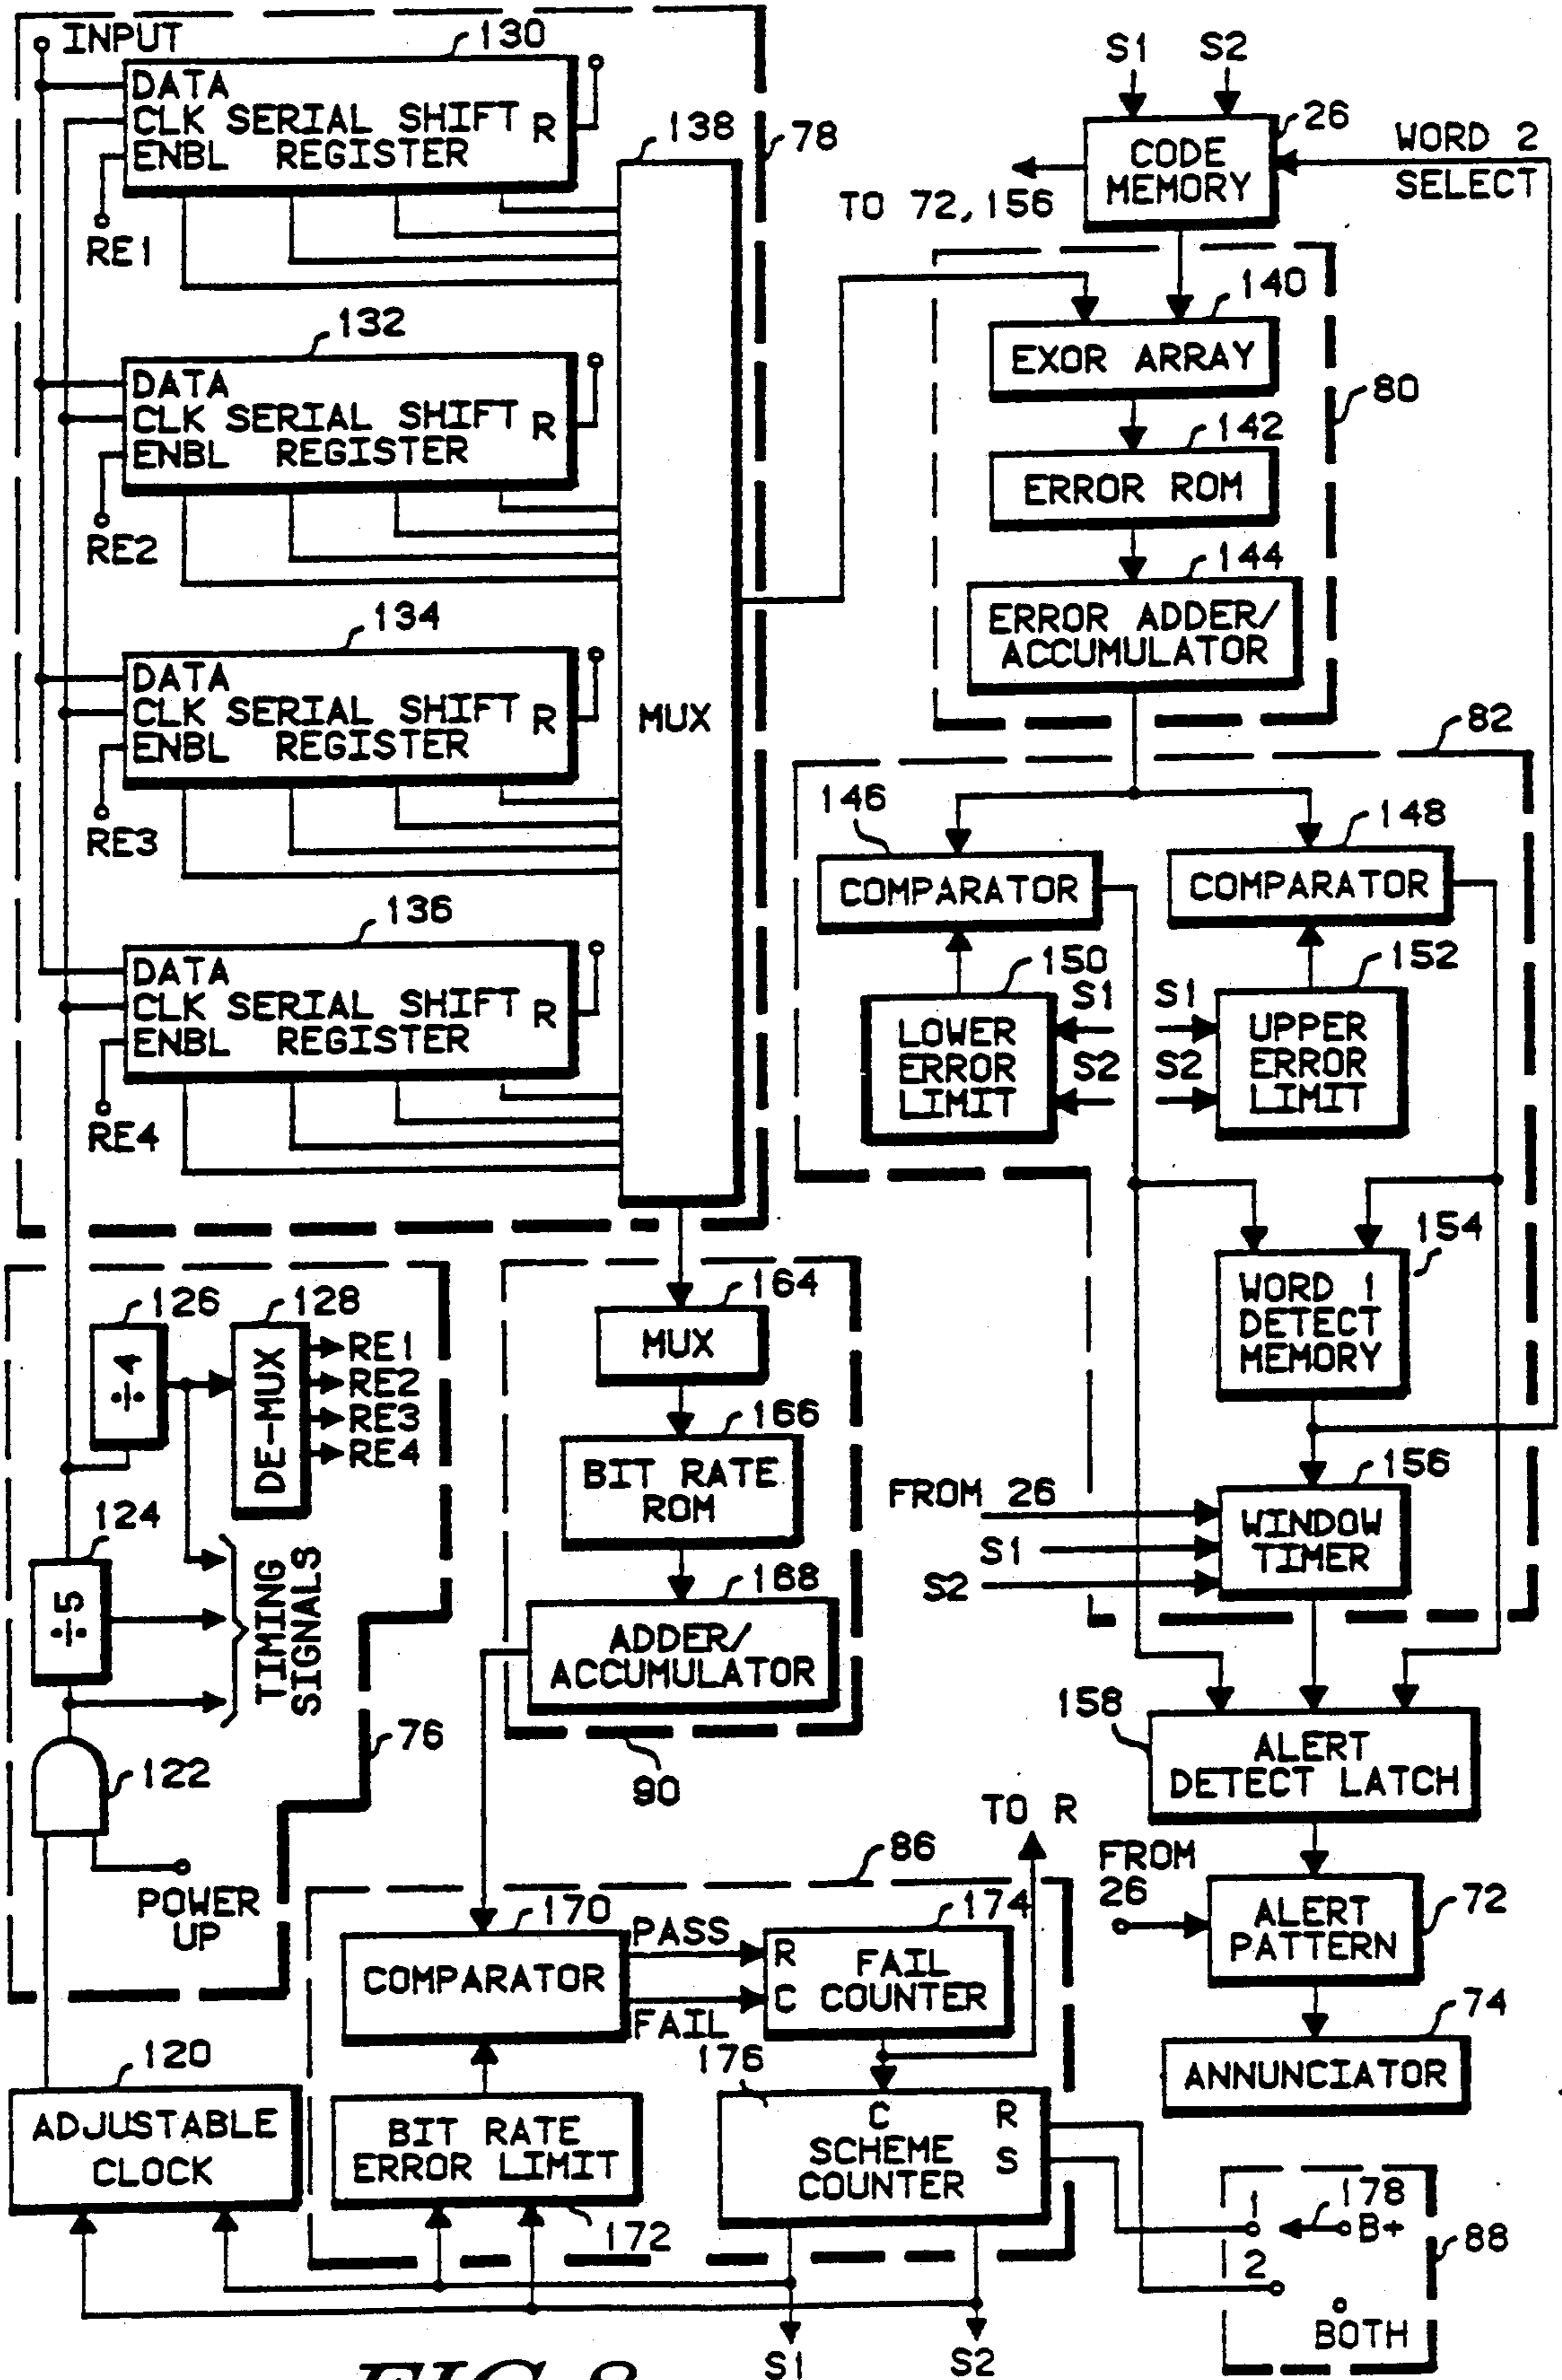 INPUT
130
DATA
CLK SERIAL SHIFT R
ENBL REGISTER
RE1
132
DATA
CLK SERIAL SHIFT R
ENBL REGISTER
RE2
134
DATA
CLK SERIAL SHIFT R
ENBL REGISTER
RE3
136
DATA
CLK SERIAL SHIFT R
ENBL REGISTER
RE4
138
MUX
78
S1 S2
26
CODE
MEMORY
WORD 2
SELECT
TO 72,156
140
EXOR ARRAY
80
142
ERROR ROM
144
ERROR ADDER/
ACCUMULATOR
82
146
COMPARATOR
148
COMPARATOR
150
LOWER
ERROR
LIMIT
S1 S1
S2 S2
152
UPPER
ERROR
LIMIT
154
WORD 1
DETECT
MEMORY
156
WINDOW
TIMER
FROM 26
S1
S2
158
ALERT
DETECT LATCH
FROM
26
ALERT
PATTERN
72
74
ANNUNCIATOR
126
÷4
128
DE-MUX
RE1
RE2
RE3
RE4
124
÷5
TIMING
SIGNALS
76
122
POWER
UP
120
ADJUSTABLE
CLOCK
164
MUX
166
BIT RATE
ROM
168
ADDER/
ACCUMULATOR
90
86
TO R
170
COMPARATOR
PASS
FAIL
174
R FAIL
C COUNTER
176
C R
SCHEME S
COUNTER
BIT RATE
ERROR LIMIT
172
1 178
B+
2
88
BOTH
S1 S2